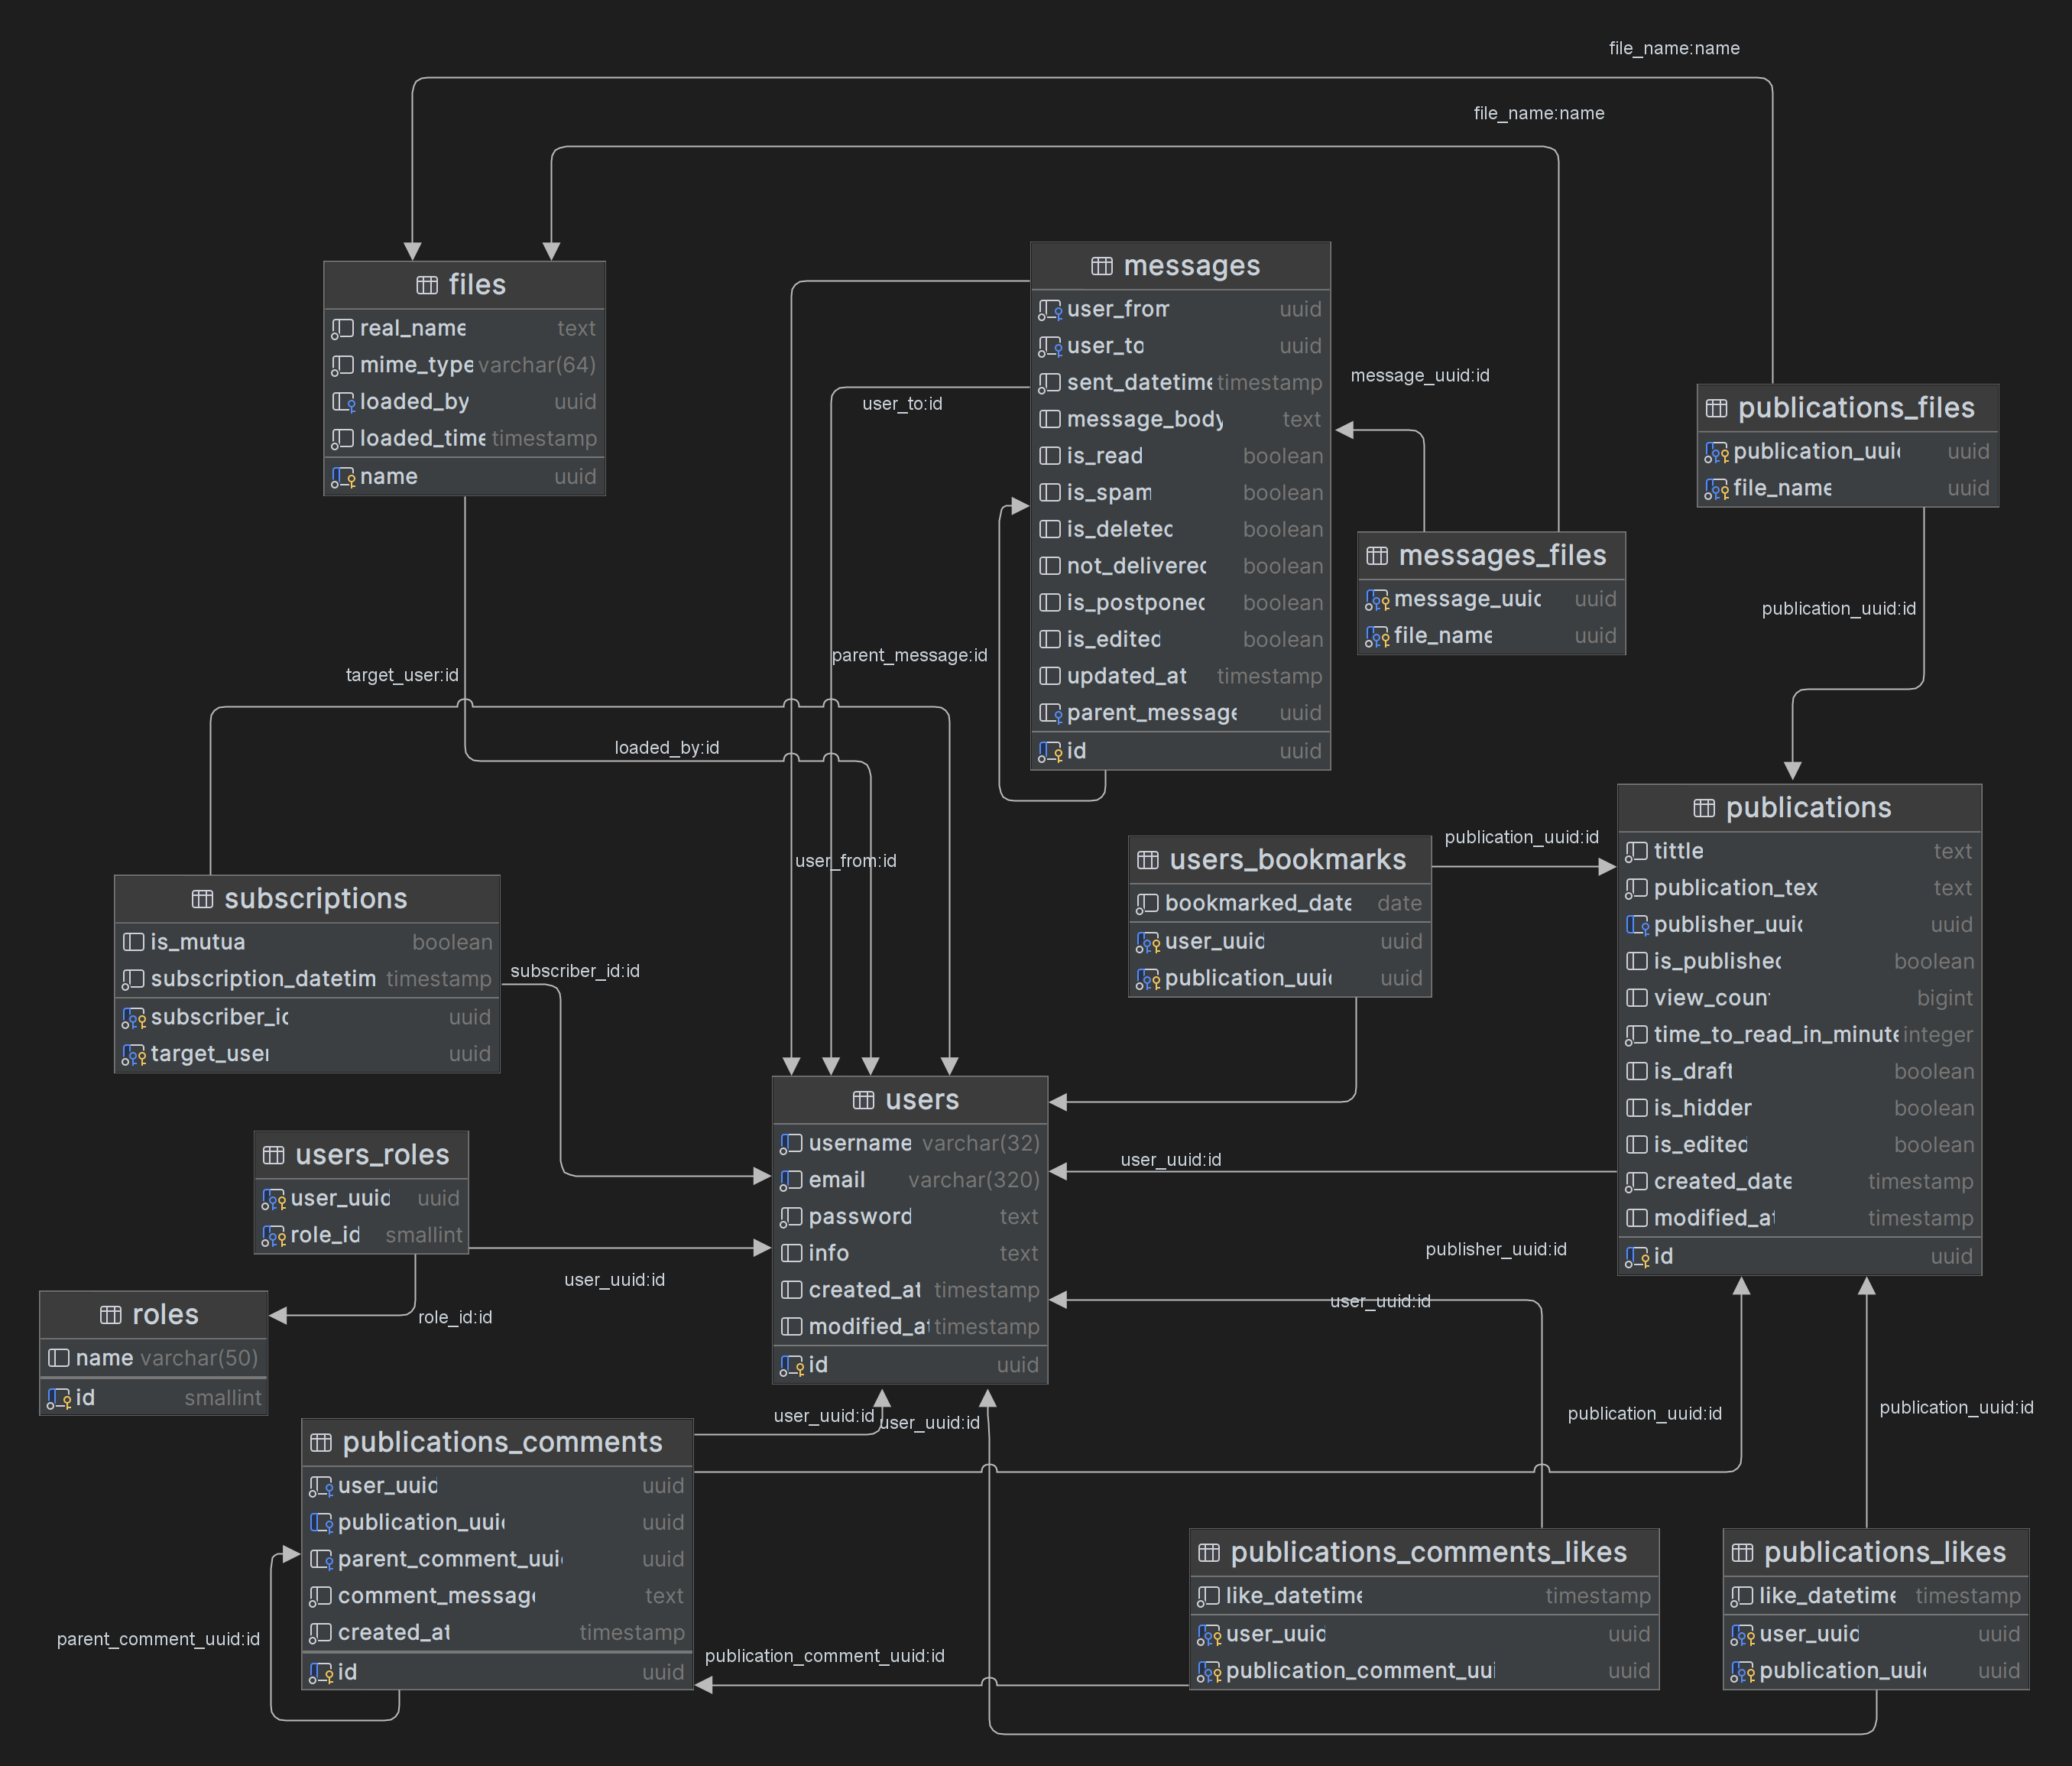 file_name:name
file_name:name
files
real_name text
mime_type varchar(64)
loaded_by uuid
loaded_time timestamp
name uuid
messages
user_from uuid
user_to uuid
sent_datetime timestamp
message_body text
is_read boolean
is_spam boolean
is_deleted boolean
not_delivered boolean
is_postponed boolean
is_edited boolean
updated_at timestamp
parent_message uuid
id uuid
user_to:id
message_uuid:id
publications_files
publication_uuid uuid
file_name uuid
messages_files
message_uuid uuid
file_name uuid
publication_uuid:id
parent_message:id
target_user:id
loaded_by:id
user_from:id
subscriptions
is_mutua boolean
subscription_datetim timestamp
subscriber_id uuid
target_user uuid
subscriber_id:id
users_bookmarks
bookmarked_date date
user_uuid uuid
publication_uuid uuid
publication_uuid:id
publications
tittle text
publication_tex text
publisher_uuid uuid
is_published boolean
view_count bigint
time_to_read_in_minute integer
is_draft boolean
is_hidden boolean
is_edited boolean
created_date timestamp
modified_at timestamp
id uuid
users
username varchar(32)
email varchar(320)
password text
info text
created_at timestamp
modified_at timestamp
id uuid
user_uuid:id
publisher_uuid:id
user_uuid:id
users_roles
user_uuid uuid
role_id smallint
user_uuid:id
role_id:id
roles
name varchar(50)
id smallint
user_uuid:id
user_uuid:id
publication_uuid:id
publication_uuid:id
publications_comments
user_uuid uuid
publication_uuid uuid
parent_comment_uuid uuid
comment_message text
created_at timestamp
id uuid
parent_comment_uuid:id
publication_comment_uuid:id
publications_comments_likes
like_datetime timestamp
user_uuid uuid
publication_comment_uui uuid
publications_likes
like_datetime timestamp
user_uuid uuid
publication_uuid uuid